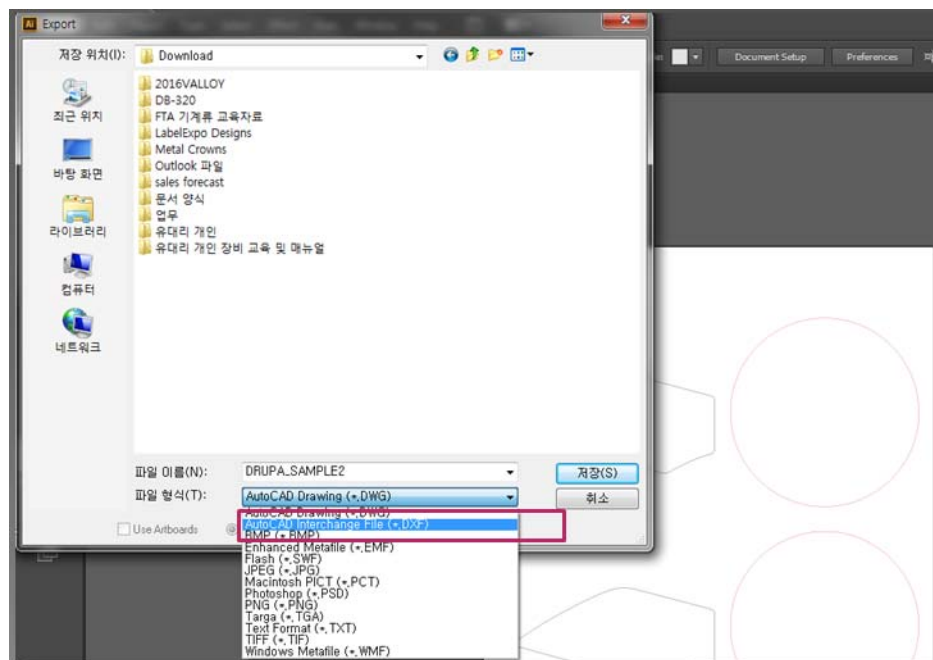 Export
저장 위치(I):
Download
Document Setup
Preferences
최근 위치
바탕 화면
라이브러리
컴퓨터
네트워크
2016VALLOY
DB-320
FTA 기계류 교육자료
LabelExpo Designs
Metal Crowns
Outlook 파일
sales forecast
문서 양식
업무
유대리 개인
유대리 개인 장비 교육 및 매뉴얼
파일 이름(N):
DRUPA_SAMPLE2
저장(S)
파일 형식(T):
AutoCAD Drawing (*.DWG)
취소
Use Artboards
AutoCAD Drawing (*.DWG)
AutoCAD Interchange File (*.DXF)
BMP (*.BMP)
Enhanced Metafile (*.EMF)
Flash (*.SWF)
JPEG (*.JPG)
Macintosh PICT (*.PCT)
Photoshop (*.PSD)
PNG (*.PNG)
Targa (*.TGA)
Text Format (*.TXT)
TIFF (*.TIF)
Windows Metafile (*.WMF)